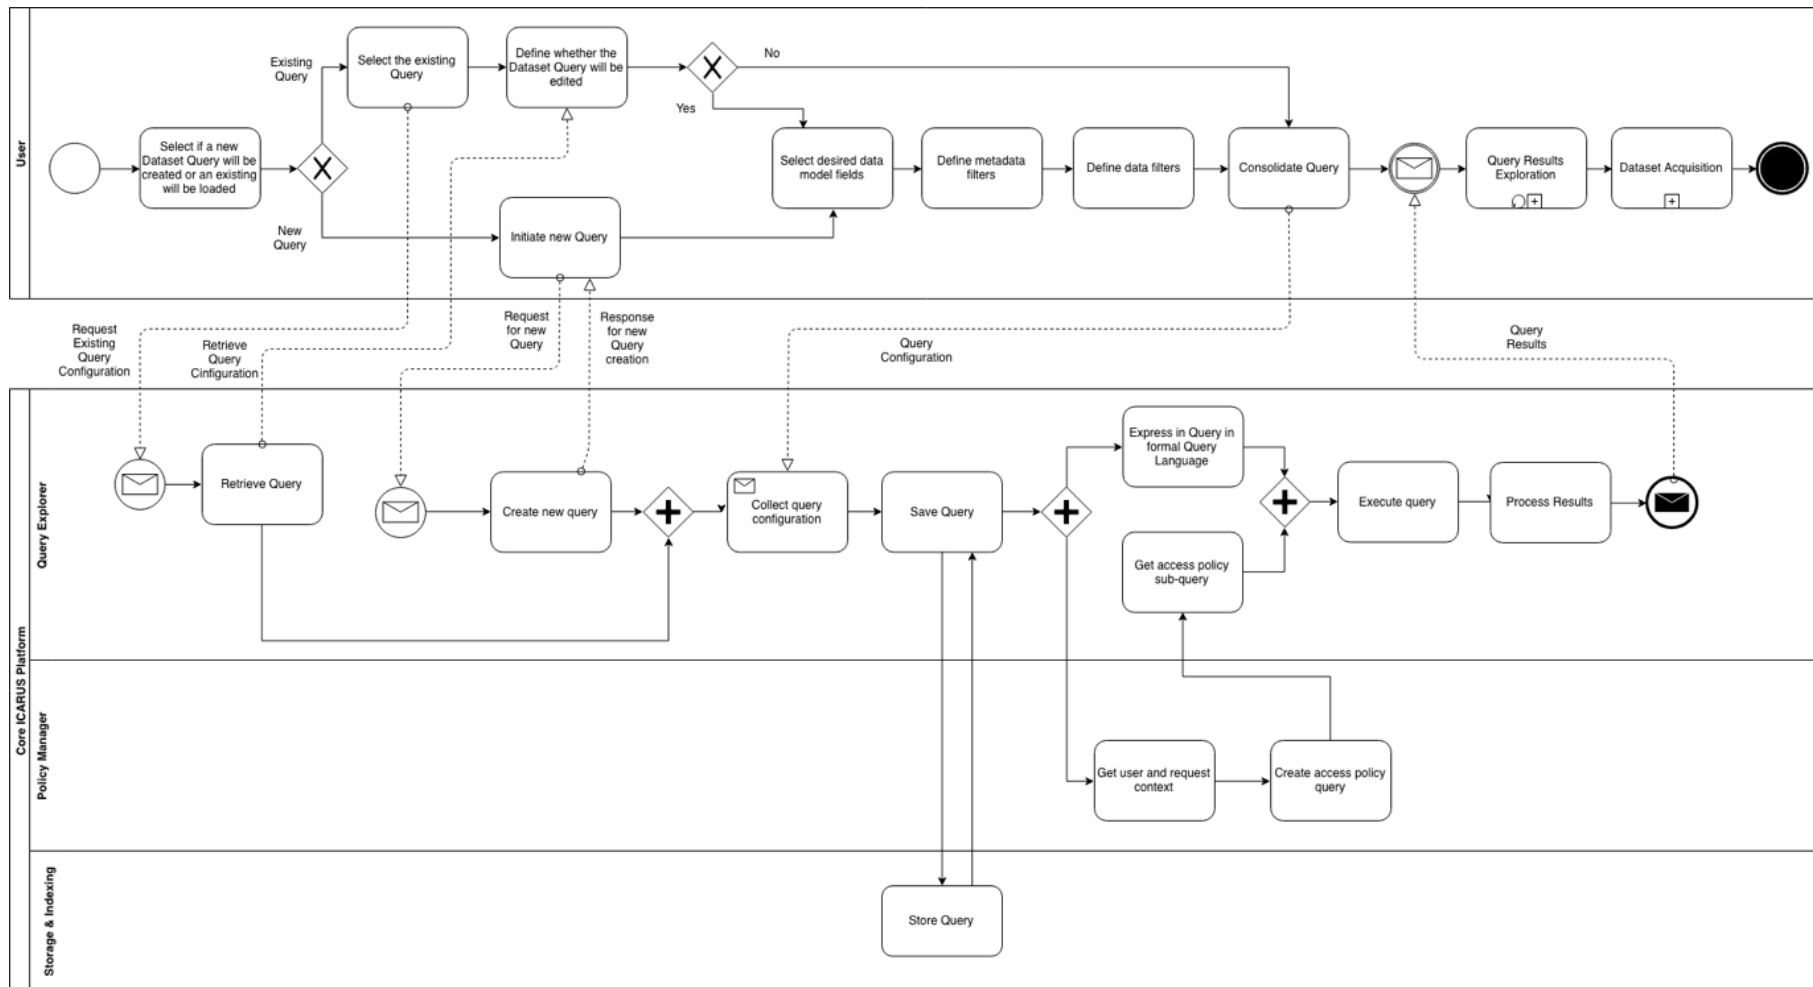 User
Existing
Query
Select the existing
Query
Define whether the
Dataset Query will be
edited
No
Yes
Select if a new
Dataset Query will be
created or an existing
will be loaded
Select desired data
model fields
Define metadata
filters
Define data filters
Consolidate Query
Query Results
Exploration
Dataset Acquisition
New
Query
Initiate new Query
Request
Existing
Query
Configuration
Retrieve
Query
Cinfiguration
Request
for new
Query
Response
for new
Query
creation
Query
Configuration
Query
Results
Core ICARUS Platform
Query Explorer
Retrieve Query
Create new query
Collect query
configuration
Save Query
Express in Query in
formal Query
Language
Get access policy
sub-query
Execute query
Process Results
Policy Manager
Get user and request
context
Create access policy
query
Storage & Indexing
Store Query